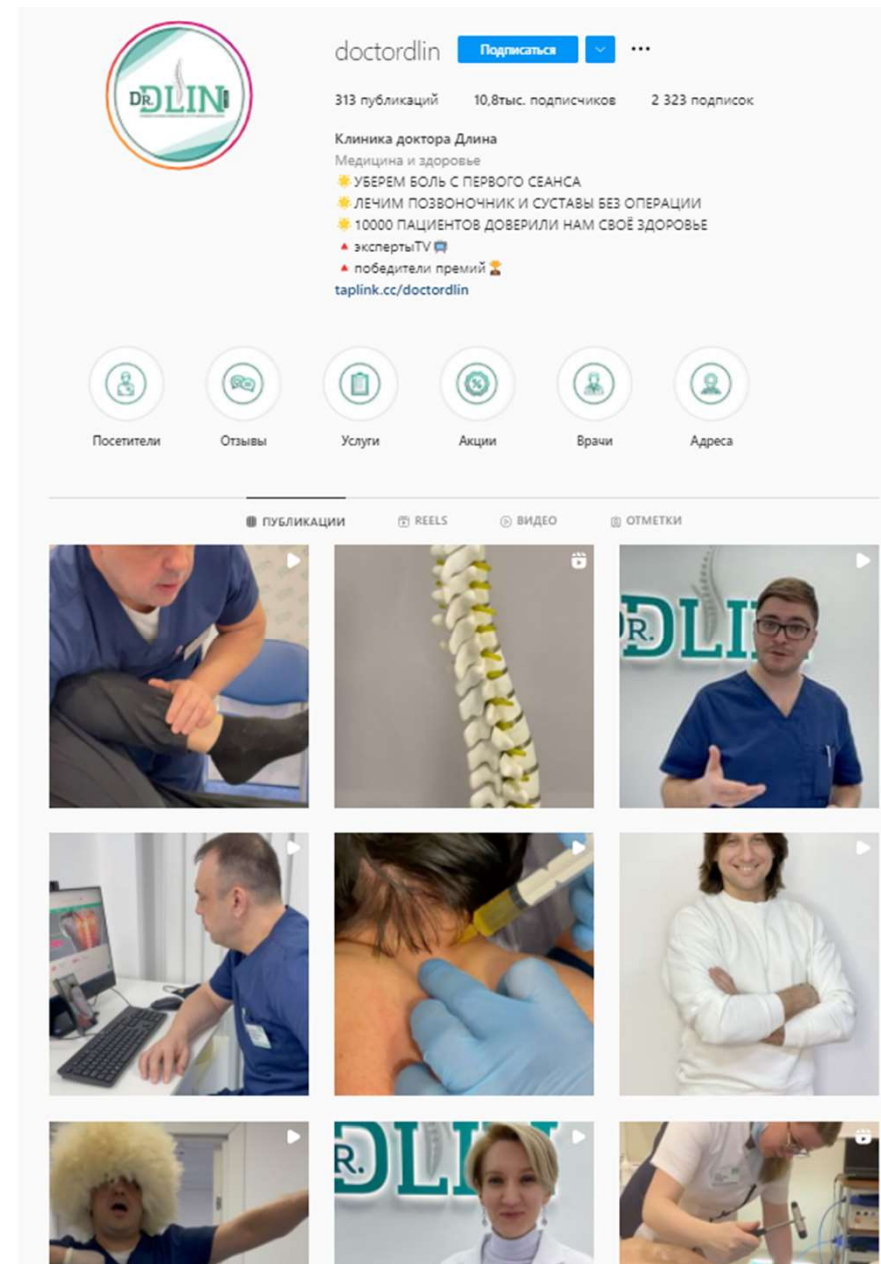 DR. DLIN
doctordlin Подписаться
313 публикаций 10,8тыс. подписчиков 2 323 подписок
Клиника доктора Длина
Медицина и здоровье
🌟 УБЕРЕМ БОЛЬ С ПЕРВОГО СЕАНСА
🌟 ЛЕЧИМ ПОЗВОНОЧНИК И СУСТАВЫ БЕЗ ОПЕРАЦИИ
🌟 10000 ПАЦИЕНТОВ ДОВЕРИЛИ НАМ СВОЁ ЗДОРОВЬЕ
🔺 экспертыTV📺
🔺 победители премий🏆
taplink.cc/doctordlin
Посетители Отзывы Услуги Акции Врачи Адреса
ПУБЛИКАЦИИ REELS ВИДЕО ОТМЕТКИ
DR. DLI
R. DLIN